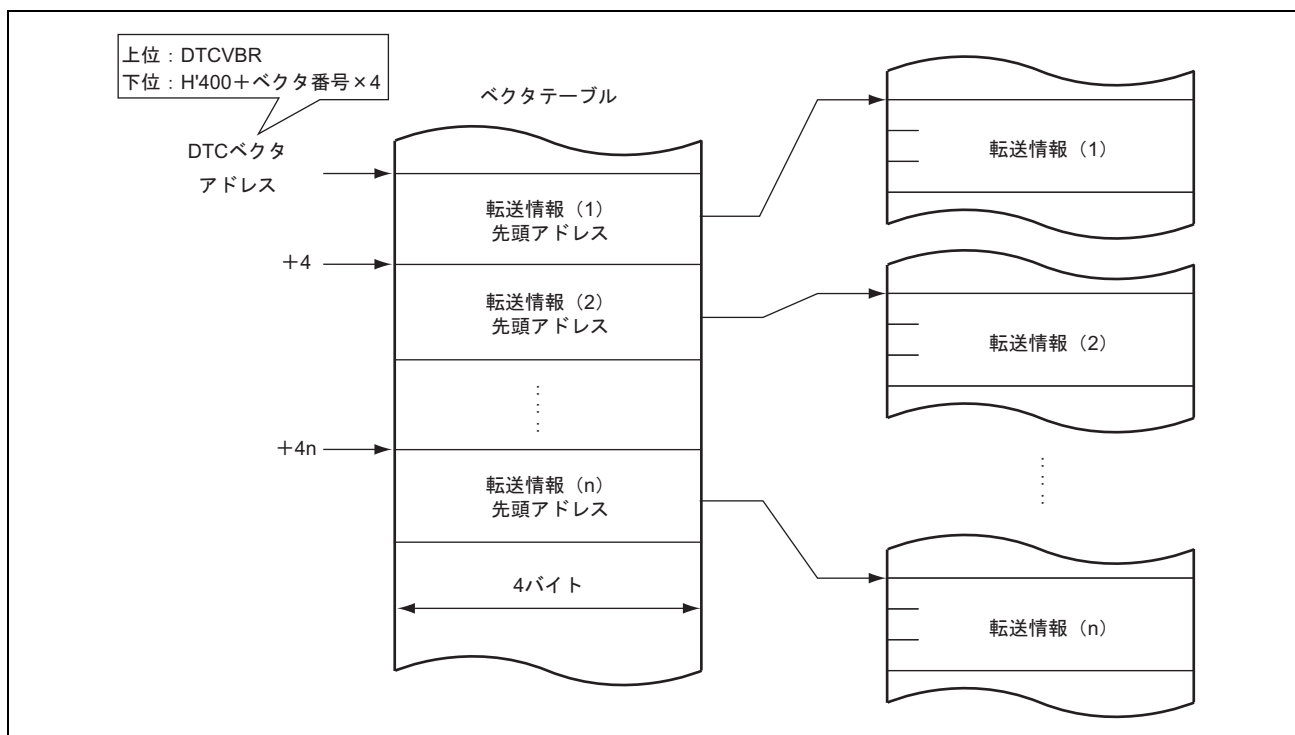 上位：DTCVBR
下位：H'400＋ベクタ番号×4
DTCベクタ
アドレス
ベクタテーブル
転送情報（1）
先頭アドレス
＋4
転送情報（2）
先頭アドレス
＋4n
転送情報（n）
先頭アドレス
4バイト
転送情報（1）
転送情報（2）
転送情報（n）